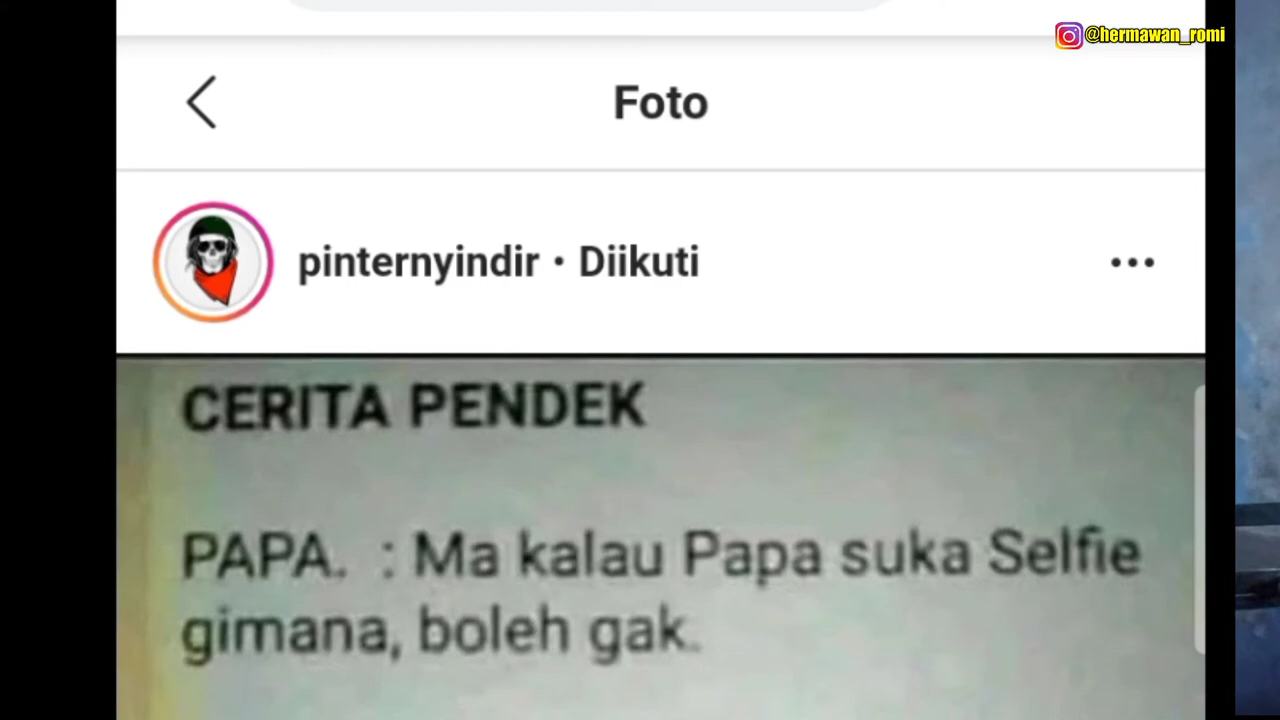 @hermawan_romi
Foto
pinternyindir • Diikuti
CERITA PENDEK
PAPA. : Ma kalau Papa suka Selfie
gimana, boleh gak.